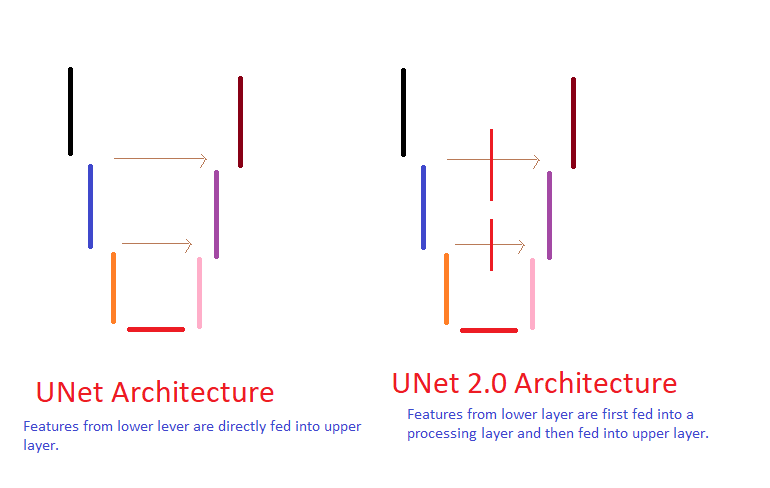 UNet Architecture
Features from lower lever are directly fed into upper
layer.
UNet 2.0 Architecture
Features from lower layer are first fed into a
processing layer and then fed into upper layer.